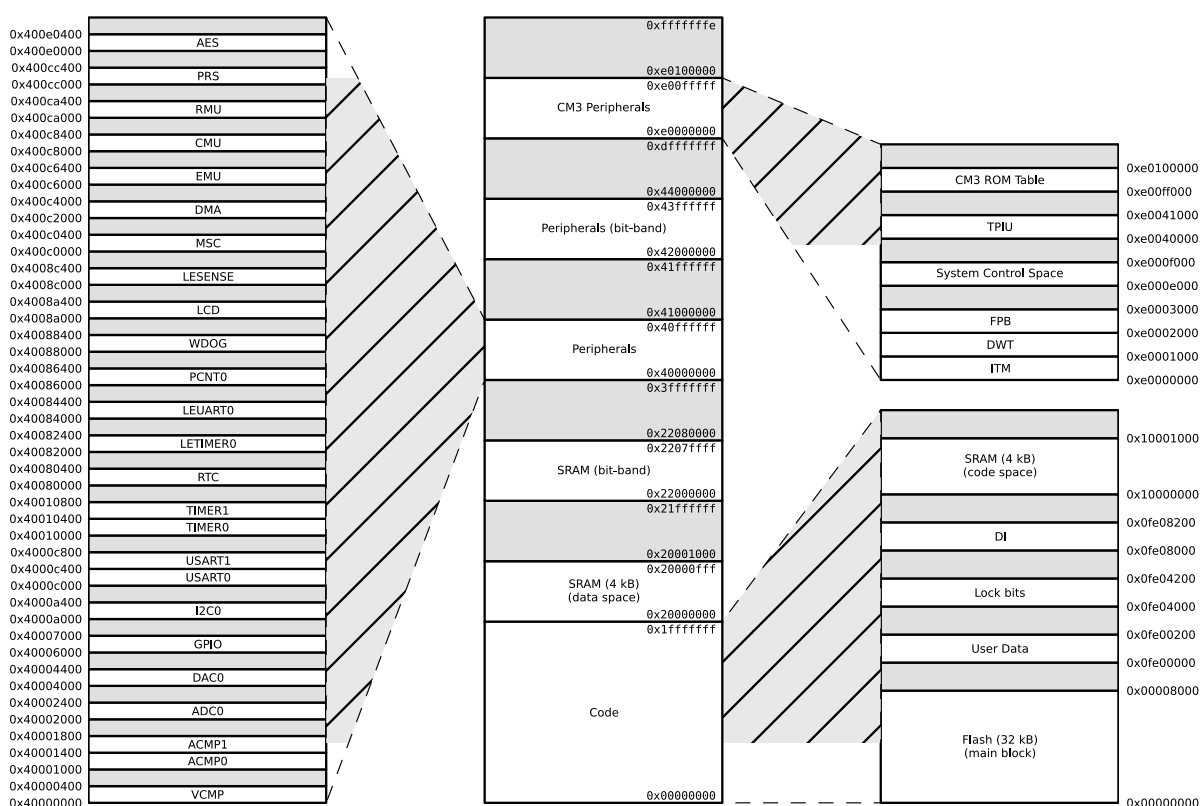 0x400e0400
AES
0x400e0000
0x400cc400
PRS
0x400cc000
0x400ca400
RMU
0x400ca000
0x400c8400
CMU
0x400c8000
0x400c6400
EMU
0x400c6000
0x400c4000
DMA
0x400c2000
0x400c0400
MSC
0x400c0000
0x4008c400
LESENSE
0x4008c000
0x4008a400
LCD
0x4008a000
0x40088400
WDOG
0x40088000
0x40086400
PCNT0
0x40086000
0x40084400
LEUART0
0x40084000
0x40082400
LETIMER0
0x40082000
0x40080400
RTC
0x40080000
0x40010800
TIMER1
0x40010400
TIMER0
0x40010000
0x4000c800
USART1
0x4000c400
USART0
0x4000c000
0x4000a400
I2C0
0x4000a000
0x40007000
GPIO
0x40006000
0x40004400
DAC0
0x40004000
0x40002400
ADC0
0x40002000
0x40001800
ACMP1
0x40001400
ACMP0
0x40001000
0x40000400
VCMP
0x40000000
0xfffffffe
0xe0100000
0xe00fffff
CM3 Peripherals
0xe0000000
0xdfffffff
0x44000000
0x43ffffff
Peripherals (bit-band)
0x42000000
0x41ffffff
0x41000000
0x40ffffff
Peripherals
0x40000000
0x3fffffff
0x22080000
0x2207ffff
SRAM (bit-band)
0x22000000
0x21ffffff
0x20001000
0x20000fff
SRAM (4 kB)
(data space)
0x20000000
0x1fffffff
Code
0x00000000
0xe0100000
CM3 ROM Table
0xe00ff000
0xe0041000
TPIU
0xe0040000
0xe000f000
System Control Space
0xe000e000
0xe0003000
FPB
0xe0002000
DWT
0xe0001000
ITM
0xe0000000
0x10001000
SRAM (4 kB)
(code space)
0x10000000
0x0fe08200
DI
0x0fe08000
0x0fe04200
Lock bits
0x0fe04000
0x0fe00200
User Data
0x0fe00000
0x00008000
Flash (32 kB)
(main block)
0x00000000